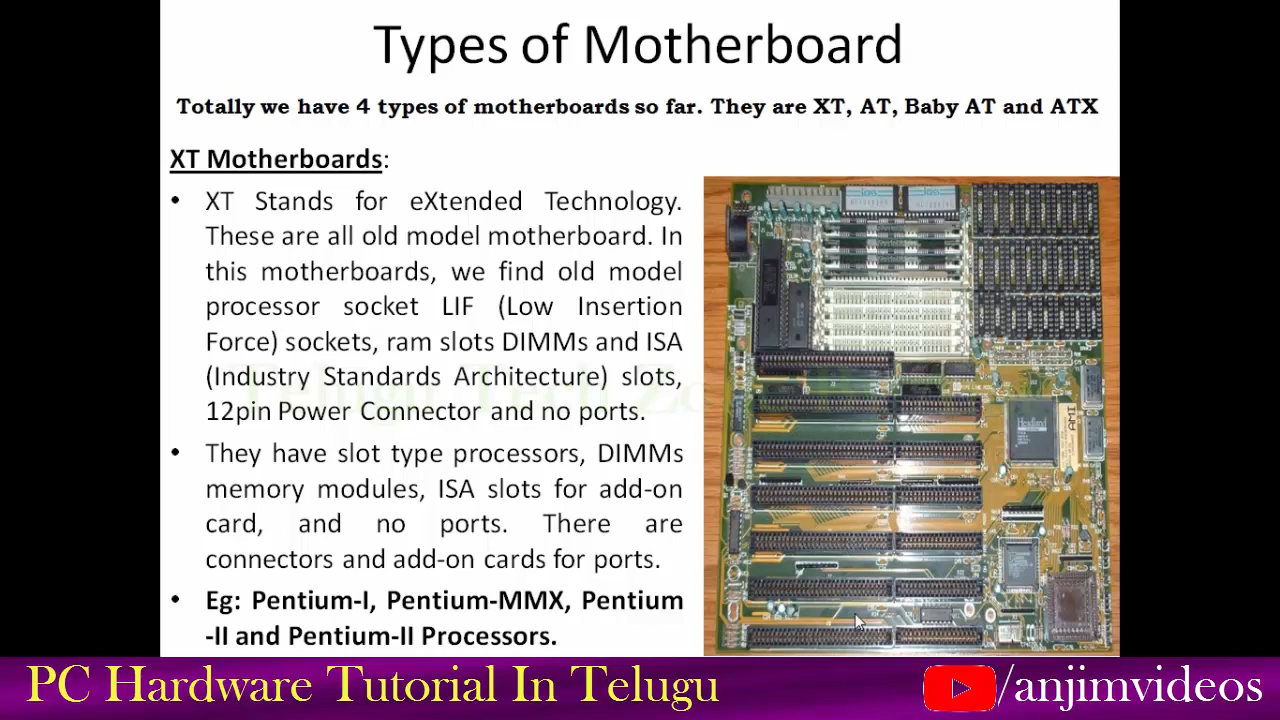 Types of Motherboard
Totally we have 4 types of motherboards so far. They are XT, AT, Baby AT and ATX
XT Motherboards:
• XT Stands for eXtended Technology.
These are all old model motherboard. In
this motherboards, we find old model
processor socket LIF (Low Insertion
Force) sockets, ram slots DIMMs and ISA
(Industry Standards Architecture) slots,
12pin Power Connector and no ports.
• They have slot type processors, DIMMs
memory modules, ISA slots for add-on
card, and no ports. There are
connectors and add-on cards for ports.
• Eg: Pentium-I, Pentium-MMX, Pentium
-II and Pentium-II Processors.
AMI
PC Hardware Tutorial In Telugu
/anjimvideos